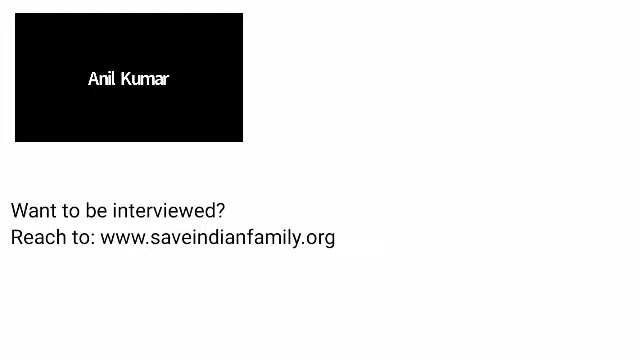 Anil Kumar
Want to be interviewed?
Reach to: www.saveindianfamily.org